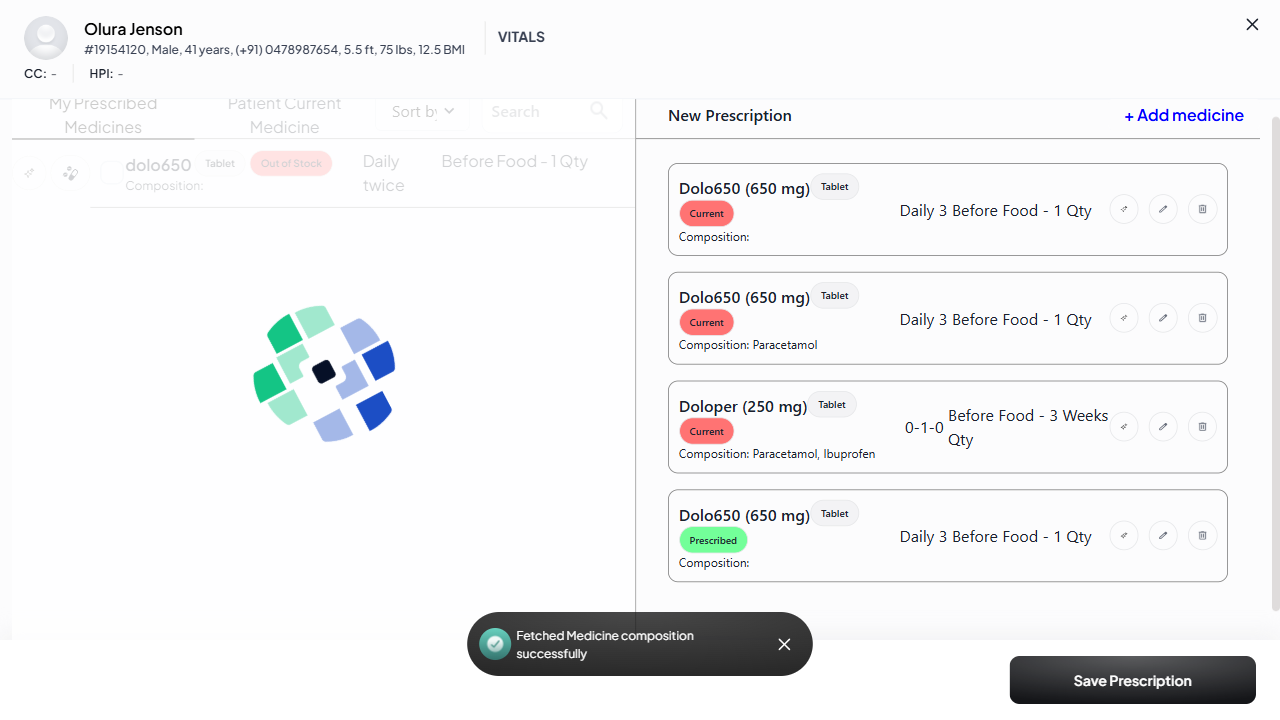 Olura Jenson
#19154120, Male, 41 years, (+91) 0478987654, 5.5 ft, 75 lbs, 12.5 BMI
VITALS
CC: -
HPI: -
My Prescribed
Medicines
Patient Current
Medicine
Sort by
Search
dolo650
Tablet
Out of Stock
Composition:
Daily
twice
Before Food - 1 Qty
New Prescription
+ Add medicine
Dolo650 (650 mg)
Tablet
Current
Composition:
Daily 3 Before Food - 1 Qty
Dolo650 (650 mg)
Tablet
Current
Composition: Paracetamol
Daily 3 Before Food - 1 Qty
Doloper (250 mg)
Tablet
Current
Composition: Paracetamol, Ibuprofen
0-1-0
Before Food - 3 Weeks
Qty
Dolo650 (650 mg)
Tablet
Prescribed
Composition:
Daily 3 Before Food - 1 Qty
Fetched Medicine composition
successfully
Save Prescription